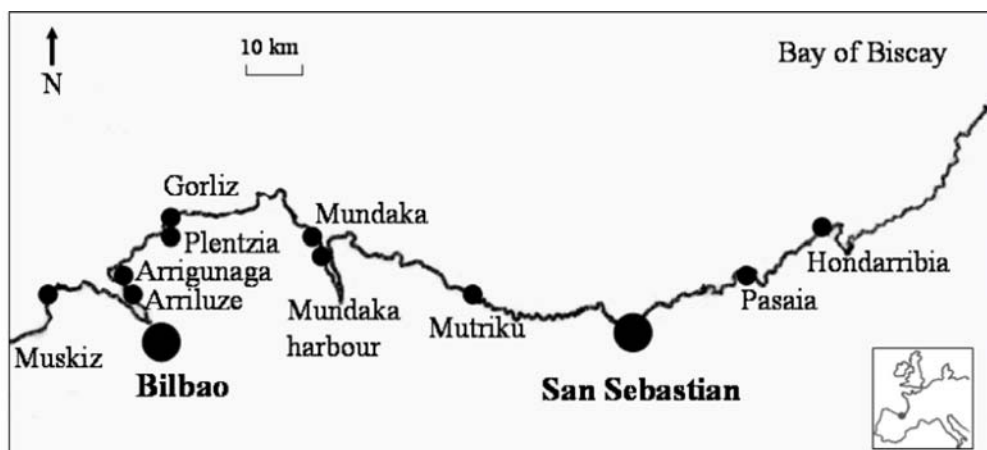 10 km
Bay of Biscay
N
Gorliz
Mundaka
Plentzia
Arrigunaga
Arriluze
Hondarribia
Pasaia
Mundaka
harbour
Mutriku
Muskiz
Bilbao
San Sebastian